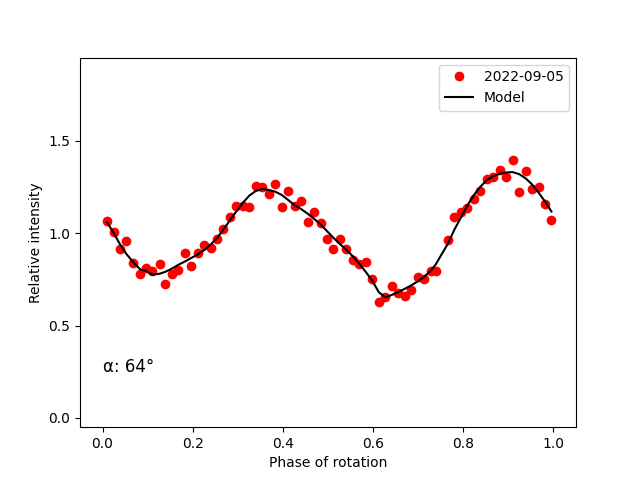 2022-09-05
Model
1.5
1.0
0.5
0.0
Relative intensity
α: 64°
0.0 0.2 0.4 0.6 0.8 1.0
Phase of rotation